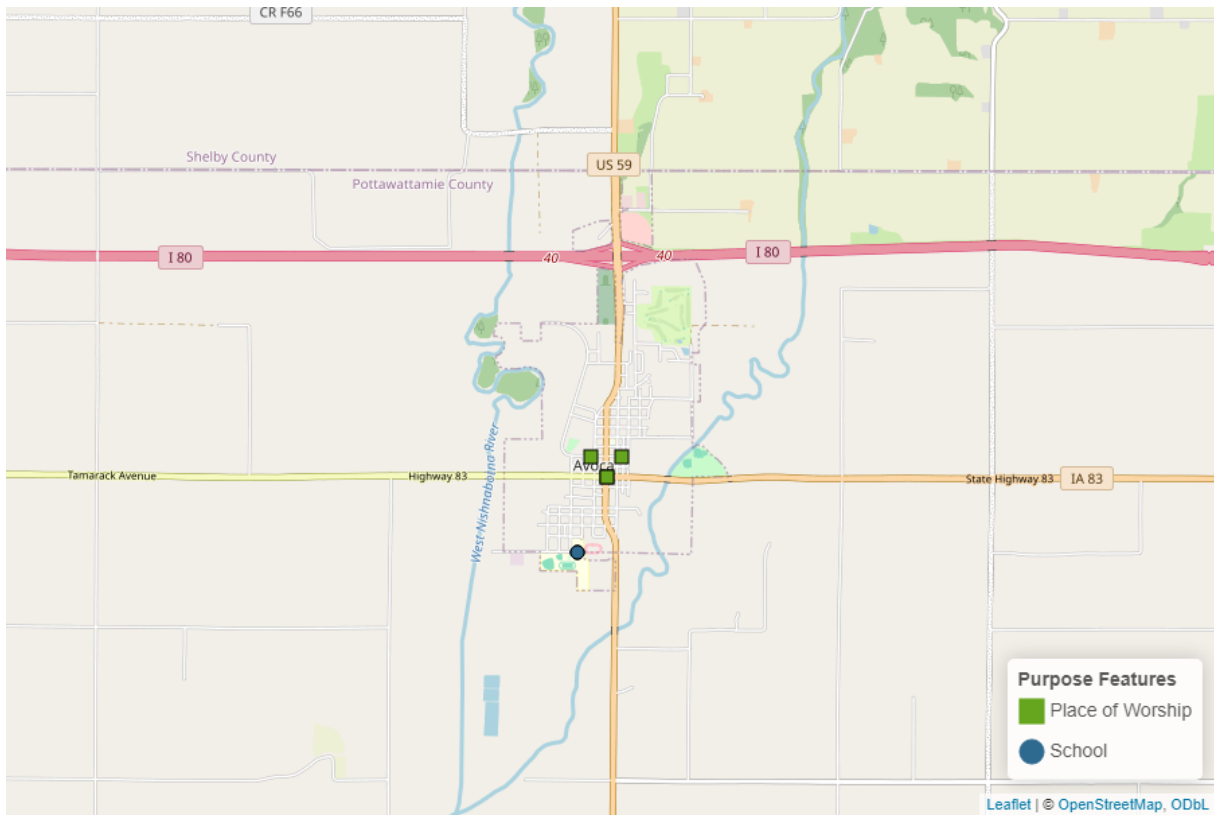 CR F66
Shelby County
US 59
Pottawattamie County
I 80
40
40
I 80
West Nishnabotna River
Avoca
Tamarack Avenue
Highway 83
State Highway 83
IA 83
Purpose Features
Place of Worship
School
Leaflet | © OpenStreetMap, ODbL